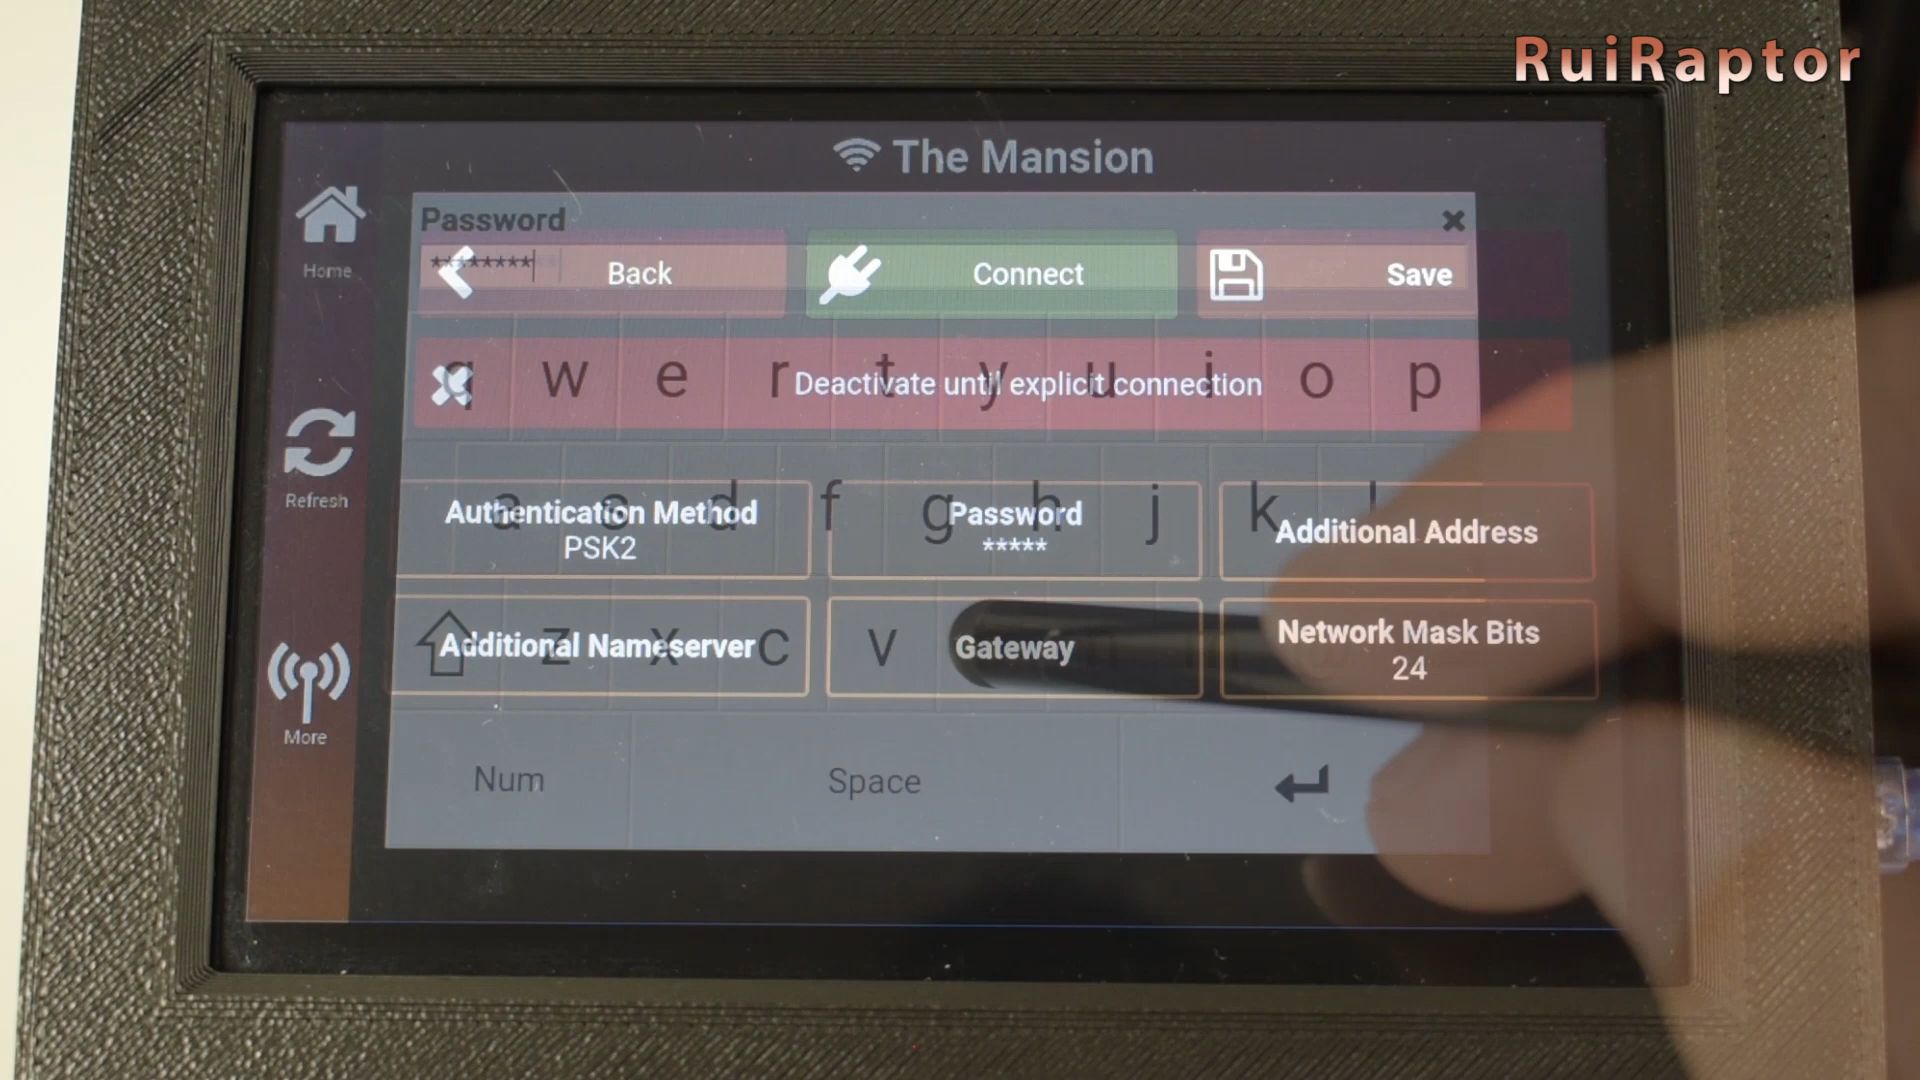 RuiRaptor
The Mansion
Password
********
Back
Connect
Save
Home
q w e r t y u i o p
Deactivate until explicit connection
Refresh
a s d f g h j k l
Authentication Method
PSK2
Password
*****
Additional Address
z x c v n
Additional Nameserver
Gateway
Network Mask Bits
24
More
Num
Space